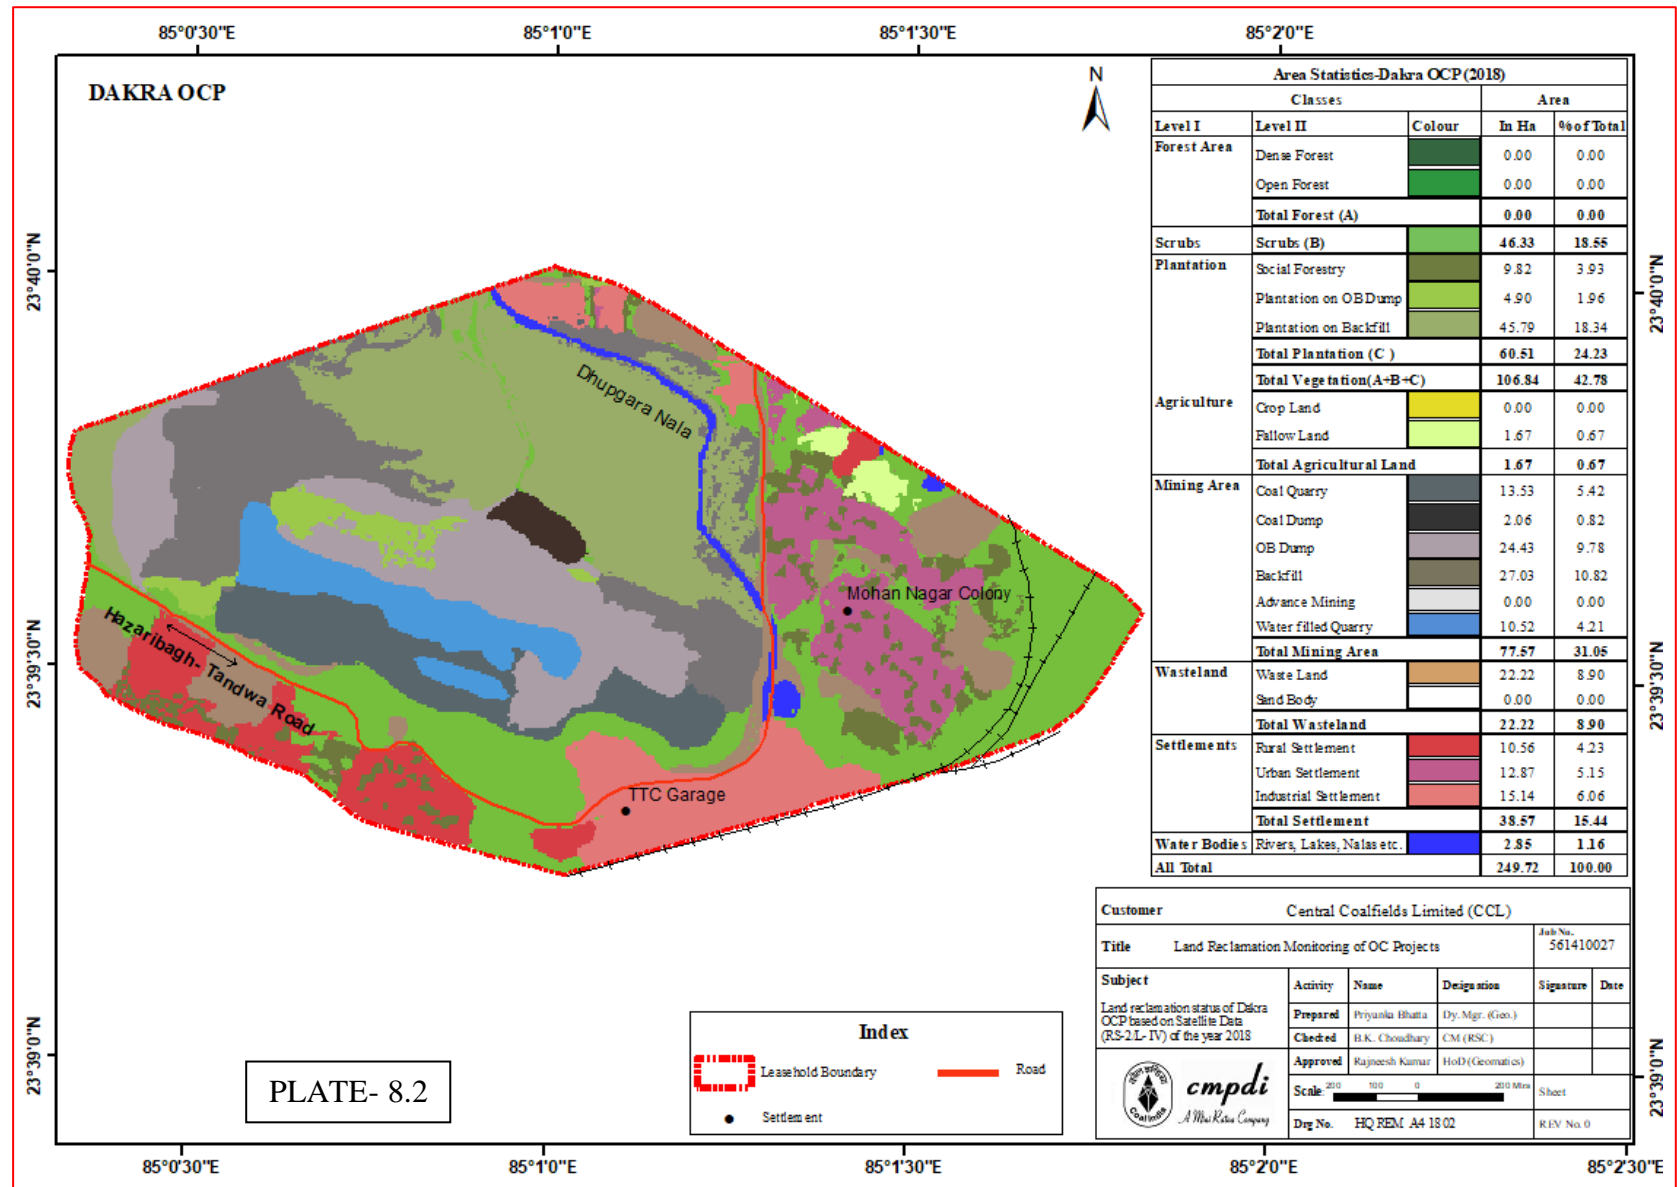 85°0'30"E 85°1'0"E 85°1'30"E 85°2'0"E
DAKRA OCP
N
23°40'0"N
23°39'30"N
23°39'0"N
Dhupgara Nala
Mohan Nagar Colony
Hazaribagh- Tandwa Road
TTC Garage
Area Statistics-Dakra OCP (2018)
Classes Area
Level I Level II Colour In Ha % of Total
Forest Area Dense Forest 0.00 0.00
Open Forest 0.00 0.00
Total Forest (A) 0.00 0.00
Scrubs Scrubs (B) 46.33 18.55
Plantation Social Forestry 9.82 3.93
Plantation on OB Dump 4.90 1.96
Plantation on Backfill 45.79 18.34
Total Plantation (C ) 60.51 24.23
Total Vegetation(A+B+C) 106.84 42.78
Agriculture Crop Land 0.00 0.00
Fallow Land 1.67 0.67
Total Agricultural Land 1.67 0.67
Mining Area Coal Quarry 13.53 5.42
Coal Dump 2.06 0.82
OB Dump 24.43 9.78
Backfill 27.03 10.82
Advance Mining 0.00 0.00
Water filled Quarry 10.52 4.21
Total Mining Area 77.57 31.05
Wasteland Waste Land 22.22 8.90
Sand Body 0.00 0.00
Total Wasteland 22.22 8.90
Settlements Rural Settlement 10.56 4.23
Urban Settlement 12.87 5.15
Industrial Settlement 15.14 6.06
Total Settlement 38.57 15.44
Water Bodies Rivers, Lakes, Nalas etc. 2.85 1.16
All Total 249.72 100.00
23°40'0"N
23°39'30"N
23°39'0"N
Customer Central Coalfields Limited (CCL)
Title Land Reclamation Monitoring of OC Projects
Job No.
561410027
Subject
Land reclamation status of Dakra
OCP based on Satellite Data
(RS-2/L- IV) of the year 2018
Activity Name Designation Signature Date
Prepared Priyanka Bhatta Dy. Mgr. (Geo.)
Checked B.K. Choudhary CM (RSC)
Approved Rajneesh Kumar HoD (Geomatics)
Scale: 200 100 0 200 Mtrs Sheet
Drg No. HQ REM A4 1802 REV No. 0
CoalIndia
cmpdi
A Mini Ratna Company
Index
Leasehold Boundary Road
Settlement
PLATE- 8.2
85°0'30"E 85°1'0"E 85°1'30"E 85°2'0"E 85°2'30"E